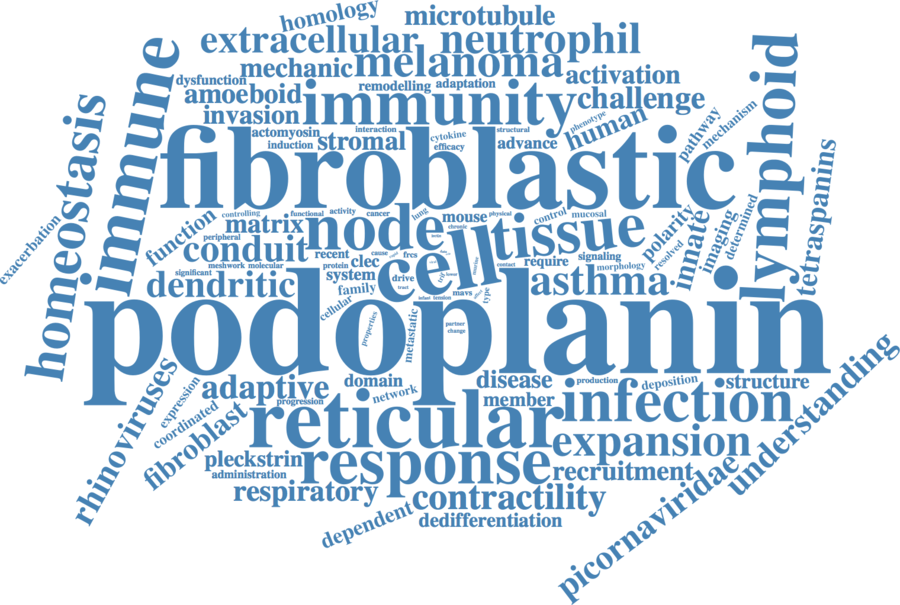 homology
microtubule
extracellular
neutrophil
mechanic
melanoma
activation
dysfunction
remodelling
adaptation
amoeboid
immunity
challenge
invasion
actomyosin
interaction
cytokine
structural
phenotype
human
induction
stromal
efficacy
advance
pathway
mechanism
lymphoid
homeostasis
immune
fibroblastic
tetraspanins
exacerbation
function
controlling
functional
activity
cancer
lung
mouse
physical
control
mucosal
matrix
node
chronic
cell
tissue
polarity
innate
imaging
determined
resolved
peripheral
conduit
recent
cause
frcs
signaling
meshwork
molecular
protein
clec
contact
require
morphology
significant
system
drive
dendritic
family
tract
asthma
cellular
infant
tension
mavs
type
podoplanin
properties
metastatic
partner
change
rhinoviruses
expression
adaptive
domain
disease
production
deposition
structure
understanding
coordinated
progression
network
member
fibroblast
reticular
infection
pleckstrin
response
expansion
administration
recruitment
respiratory
contractility
picornaviridae
dependent
dedifferentiation